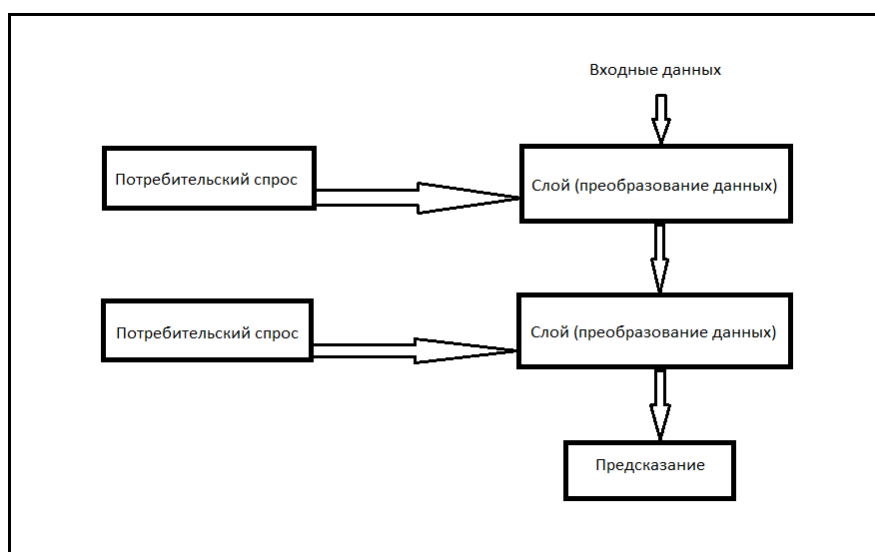 Входные данных
Потребительский спрос
Слой (преобразование данных)
Потребительский спрос
Слой (преобразование данных)
Предсказание